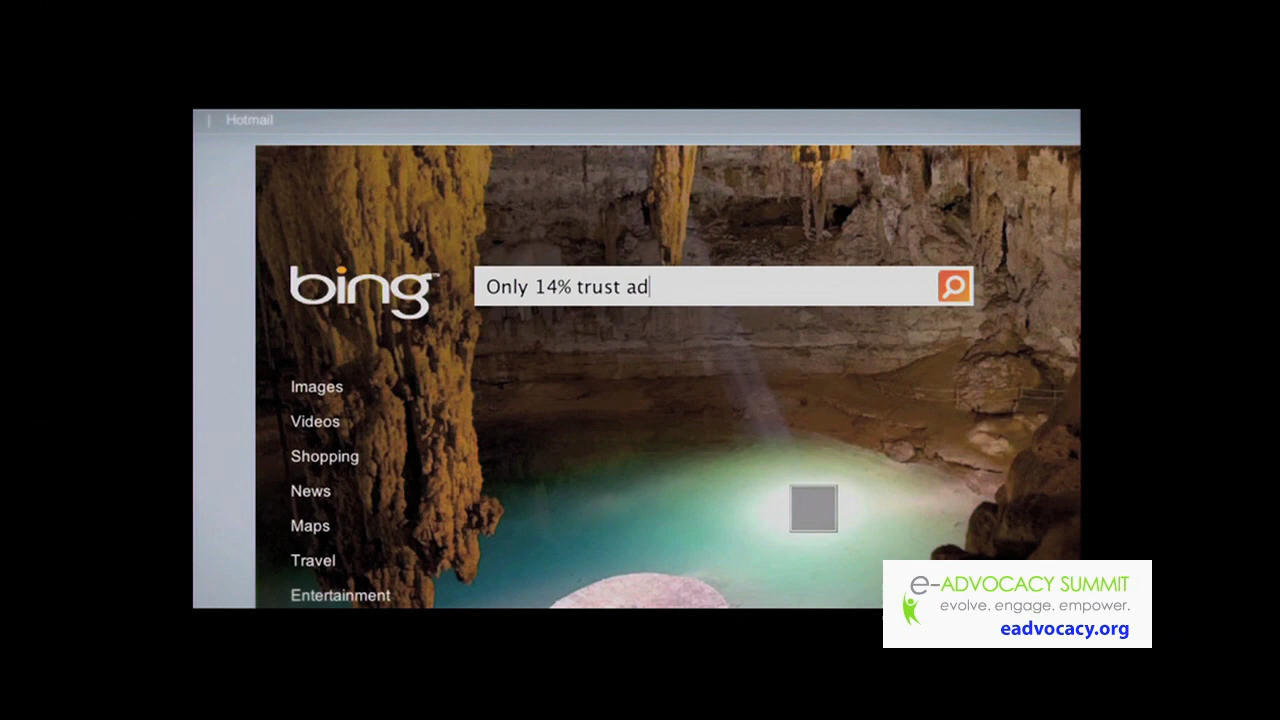 | Hotmail
bing™
Only 14% trust ad
Images
Videos
Shopping
News
Maps
Travel
Entertainment
e-ADVOCACY SUMMIT
evolve. engage. empower.
eadvocacy.org